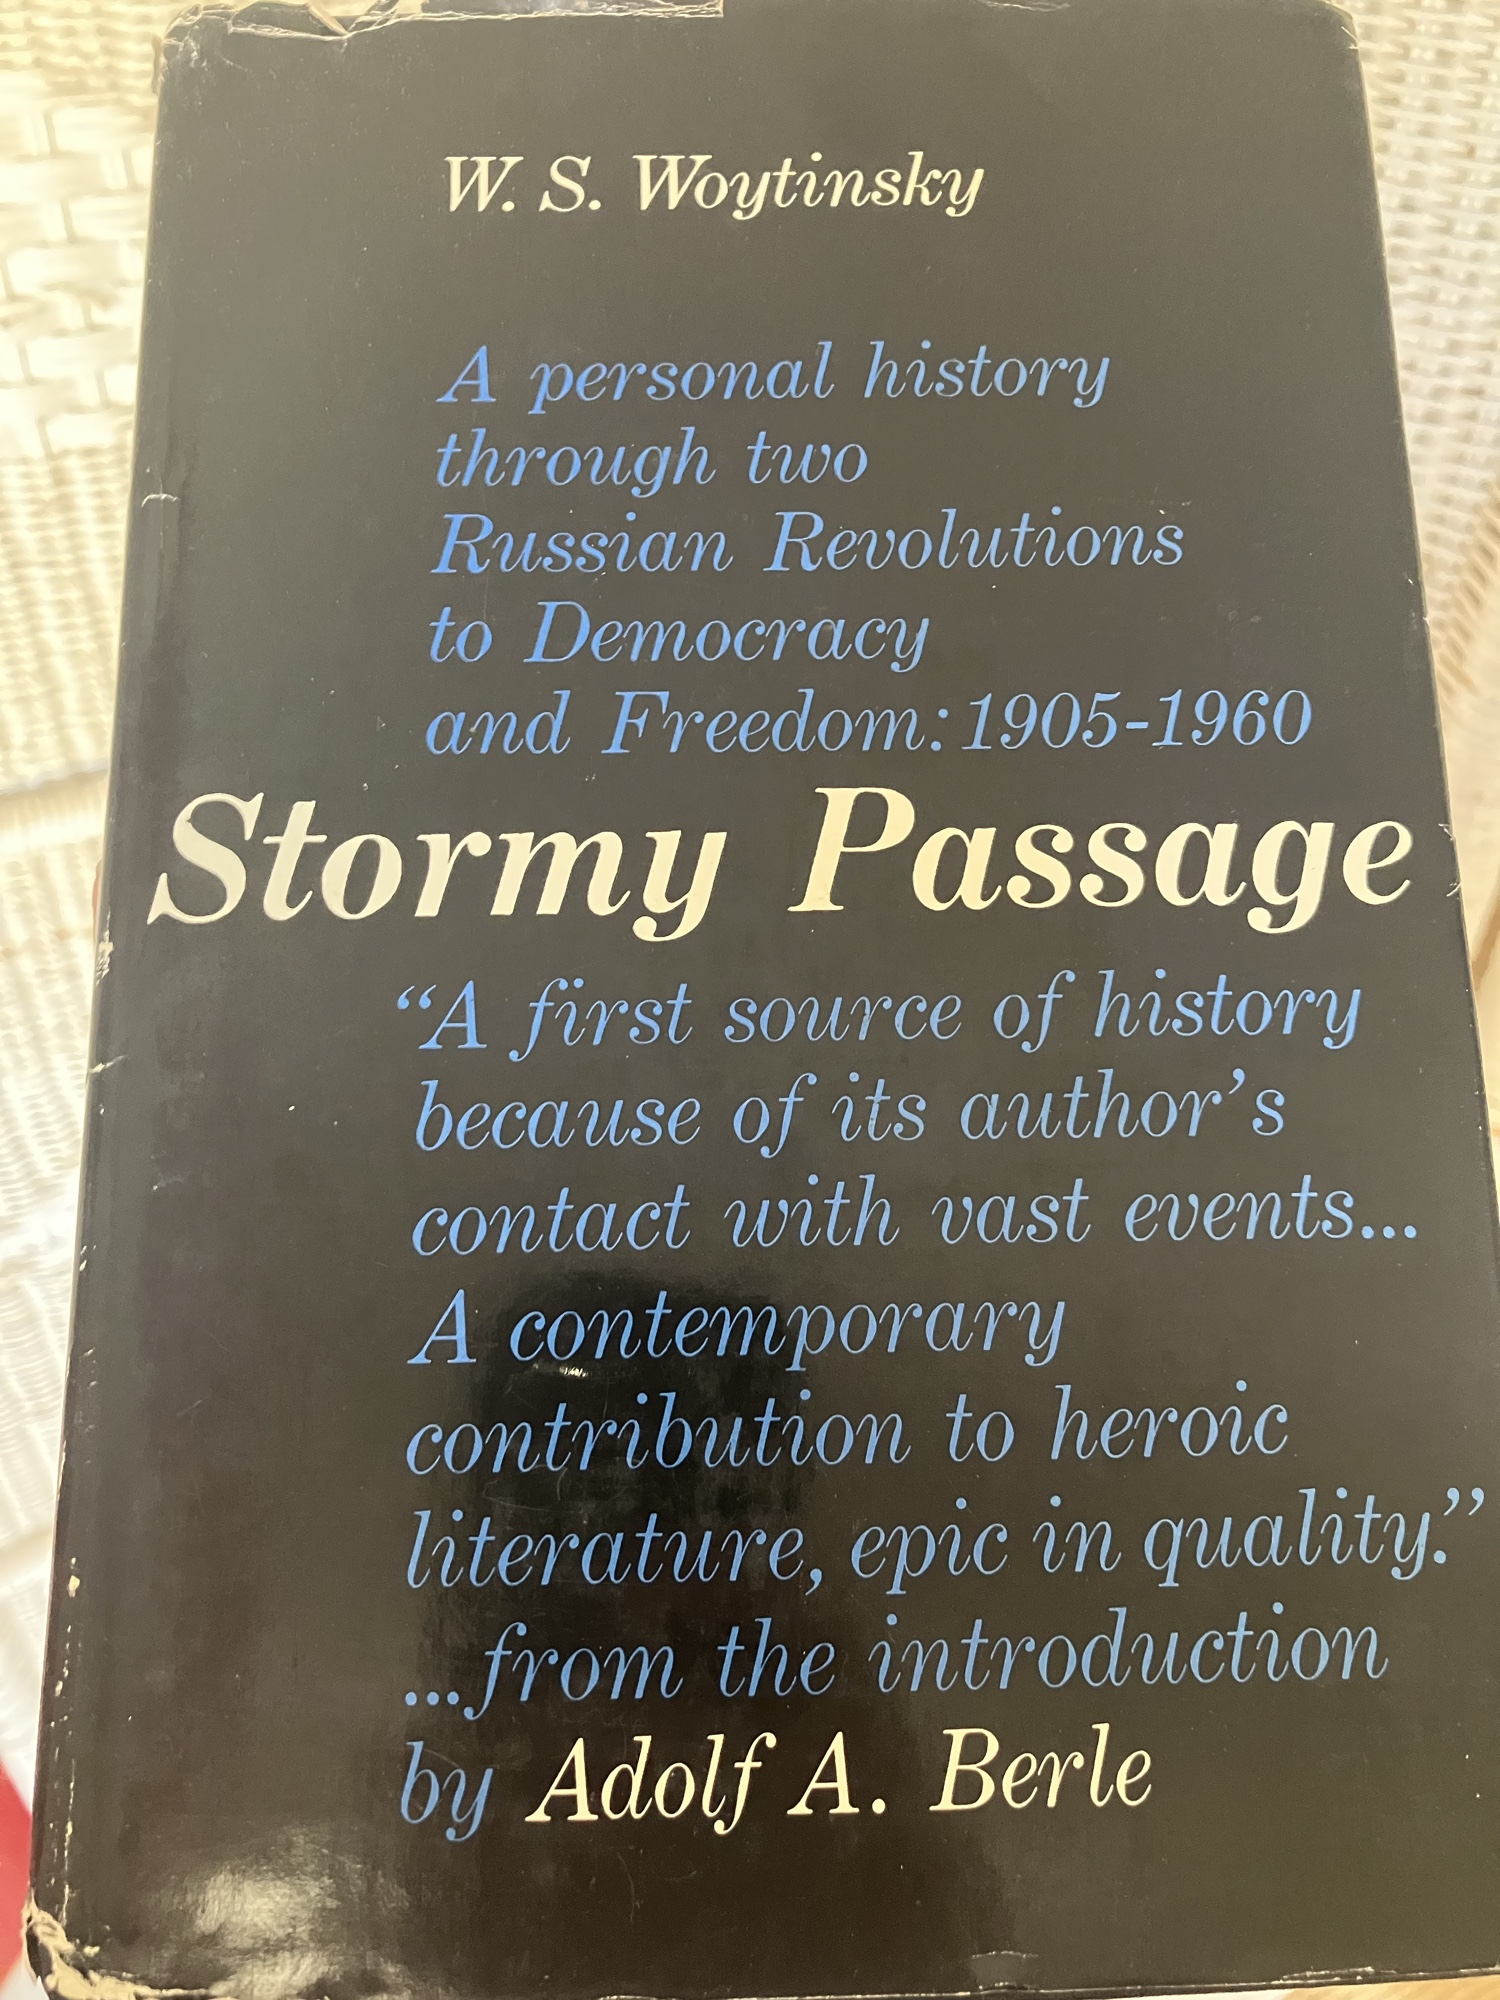 W. S. Woytinsky
A personal history
through two
Russian Revolutions
to Democracy
and Freedom: 1905-1960
Stormy Passage
“A first source of history
because of its author’s
contact with vast events...
A contemporary
contribution to heroic
literature, epic in quality.”
...from the introduction
by Adolf A. Berle